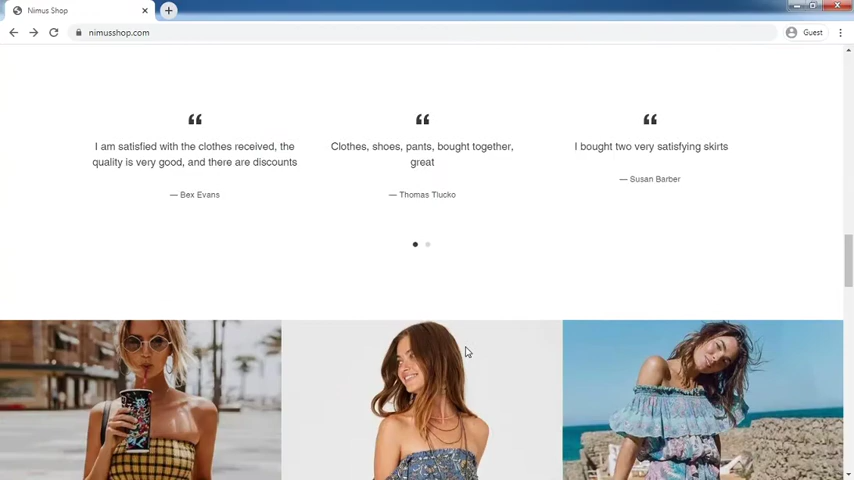 Nimus Shop
nimusshop.com
Guest
“ “ “
I am satisfied with the clothes received, the
quality is very good, and there are discounts
— Bex Evans
Clothes, shoes, pants, bought together,
great
— Thomas Tlucko
I bought two very satisfying skirts
— Susan Barber